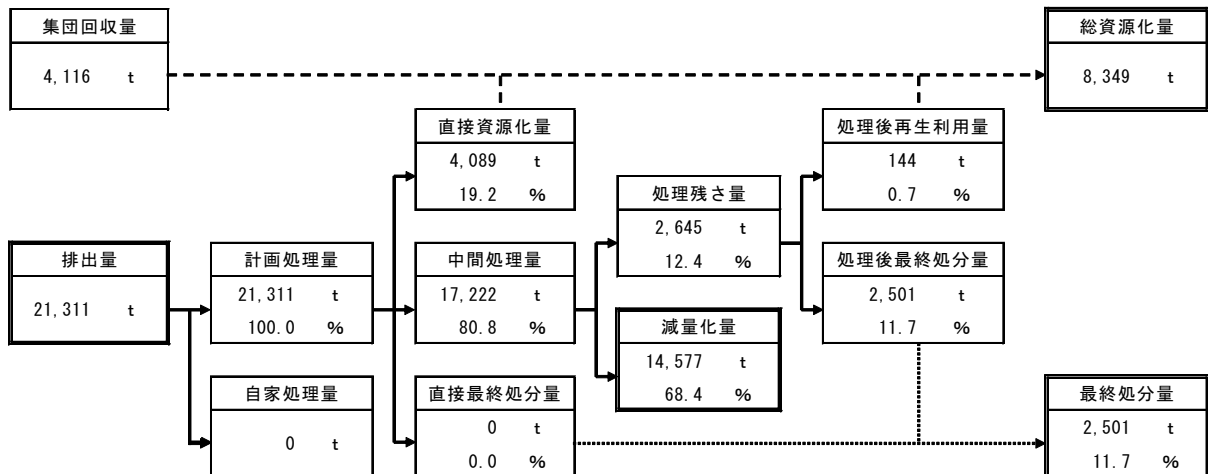 集団回収量
4,116 t
総資源化量
8,349 t
直接資源化量
4,089 t
19.2 %
処理後再生利用量
144 t
0.7 %
処理残さ量
2,645 t
12.4 %
排出量
21,311 t
計画処理量
21,311 t
100.0 %
中間処理量
17,222 t
80.8 %
処理後最終処分量
2,501 t
11.7 %
減量化量
14,577 t
68.4 %
自家処理量
0 t
直接最終処分量
0 t
0.0 %
最終処分量
2,501 t
11.7 %